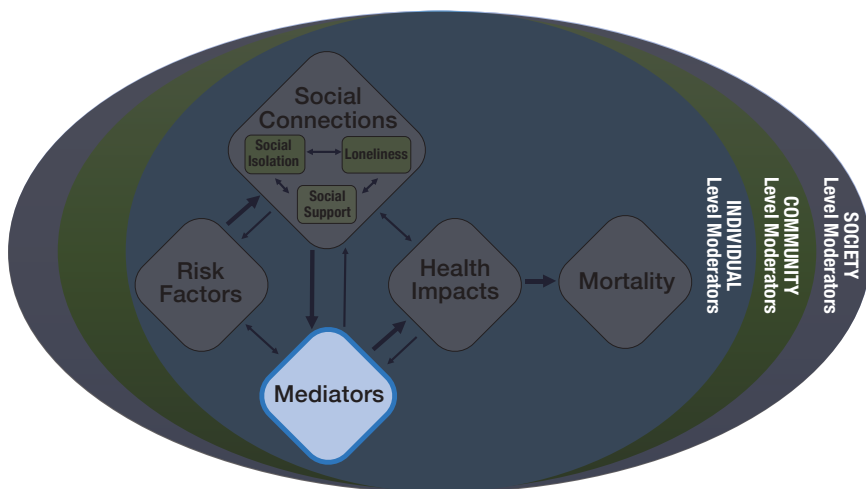 Social
Connections
Social
Isolation
Loneliness
Social
Support
Risk
Factors
Health
Impacts
Mortality
Mediators
INDIVIDUAL
Level Moderators
COMMUNITY
Level Moderators
SOCIETY
Level Moderators